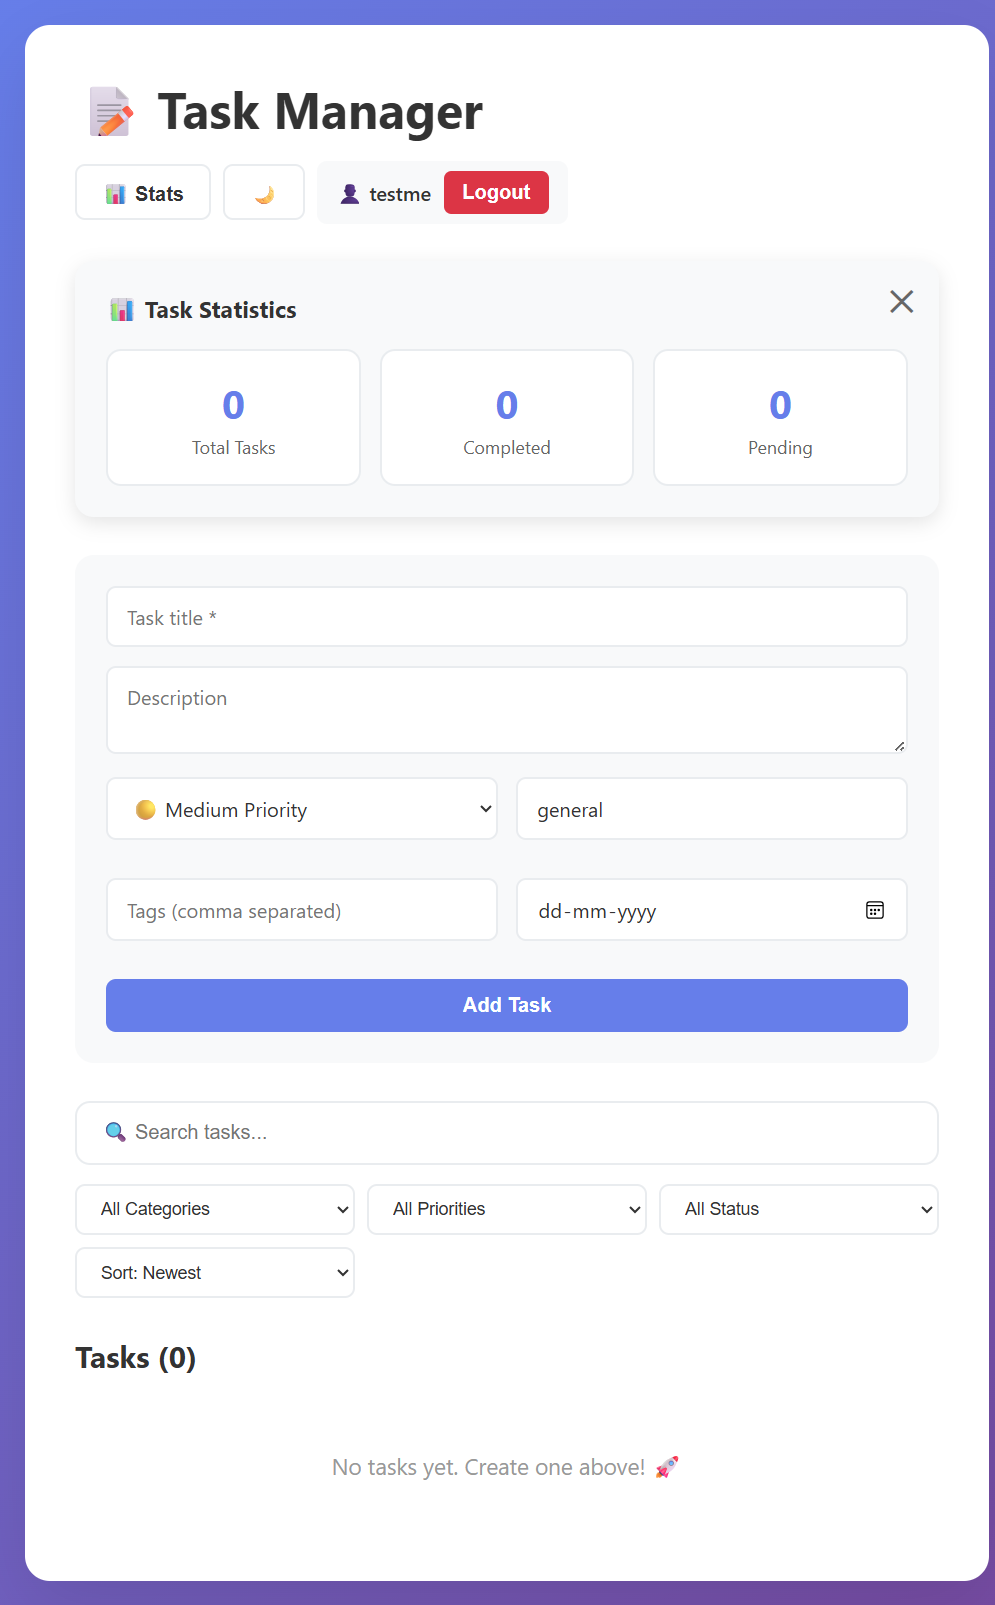 Task Manager
Stats
testme
Logout
Task Statistics
0
Total Tasks
0
Completed
0
Pending
Task title *
Description
Medium Priority
general
Tags (comma separated)
dd-mm-yyyy
Add Task
Search tasks...
All Categories
All Priorities
All Status
Sort: Newest
Tasks (0)
No tasks yet. Create one above! 🚀